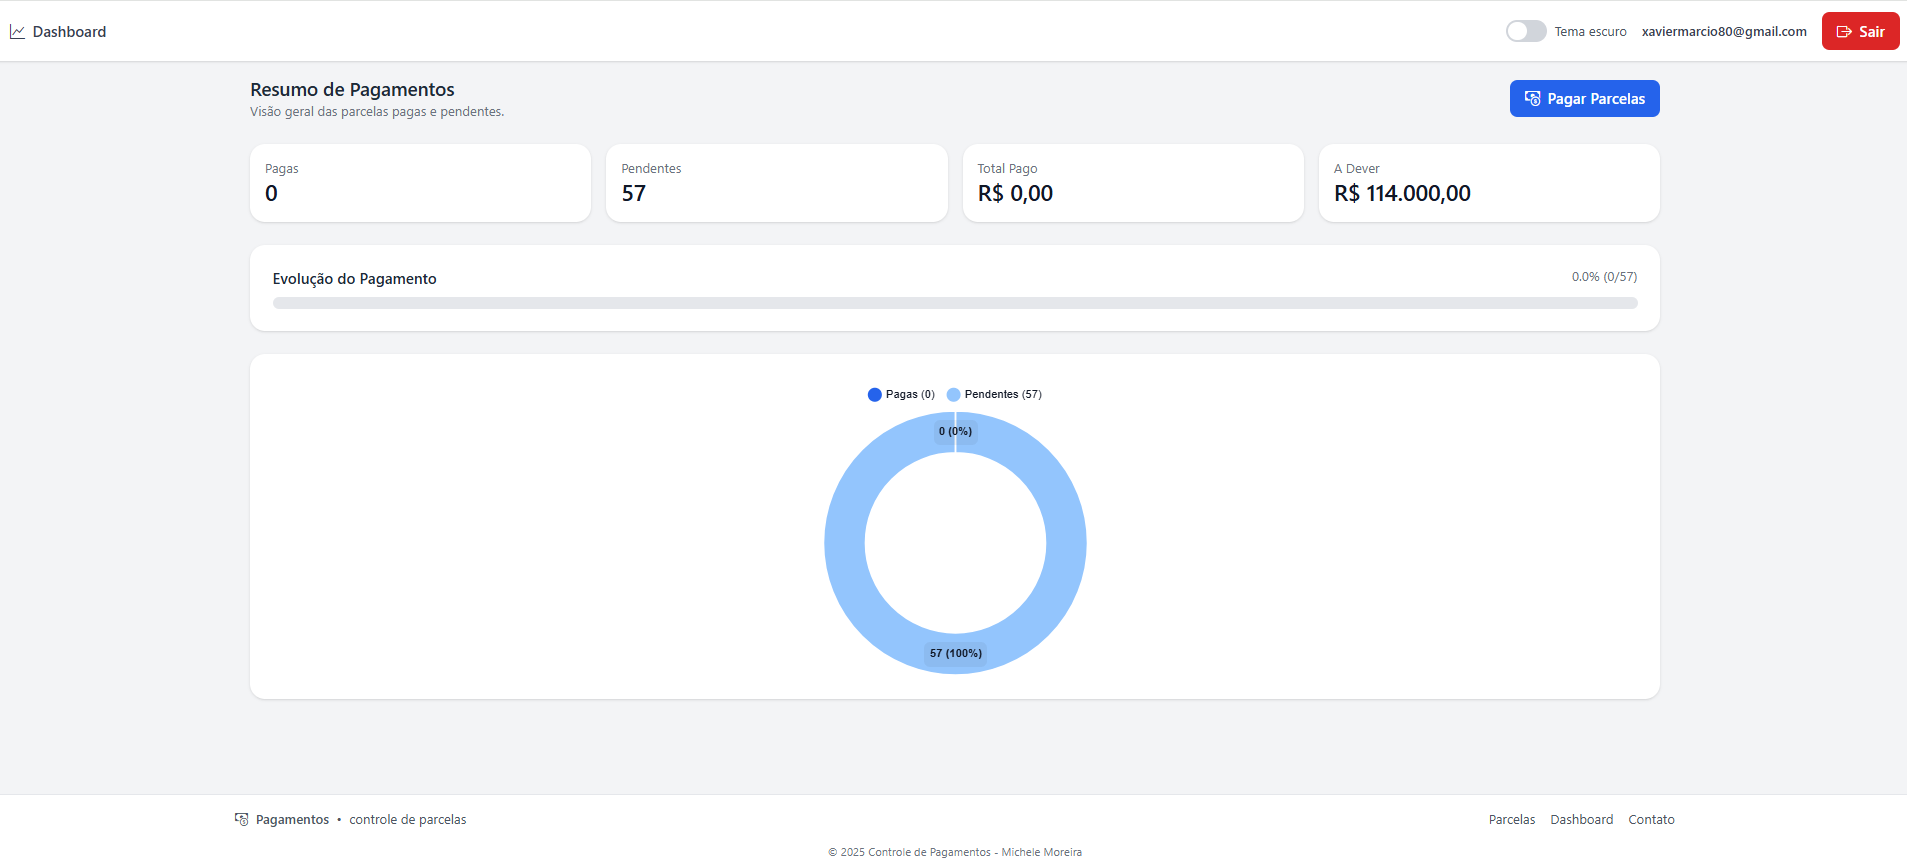 Dashboard
Tema escuro
xaviermarcio80@gmail.com
Sair
Resumo de Pagamentos
Visão geral das parcelas pagas e pendentes.
Pagar Parcelas
Pagas
0
Pendentes
57
Total Pago
R$ 0,00
A Dever
R$ 114.000,00
Evolução do Pagamento
0.0% (0/57)
Pagas (0)
Pendentes (57)
0 (0%)
57 (100%)
Pagamentos • controle de parcelas
Parcelas
Dashboard
Contato
© 2025 Controle de Pagamentos - Michele Moreira